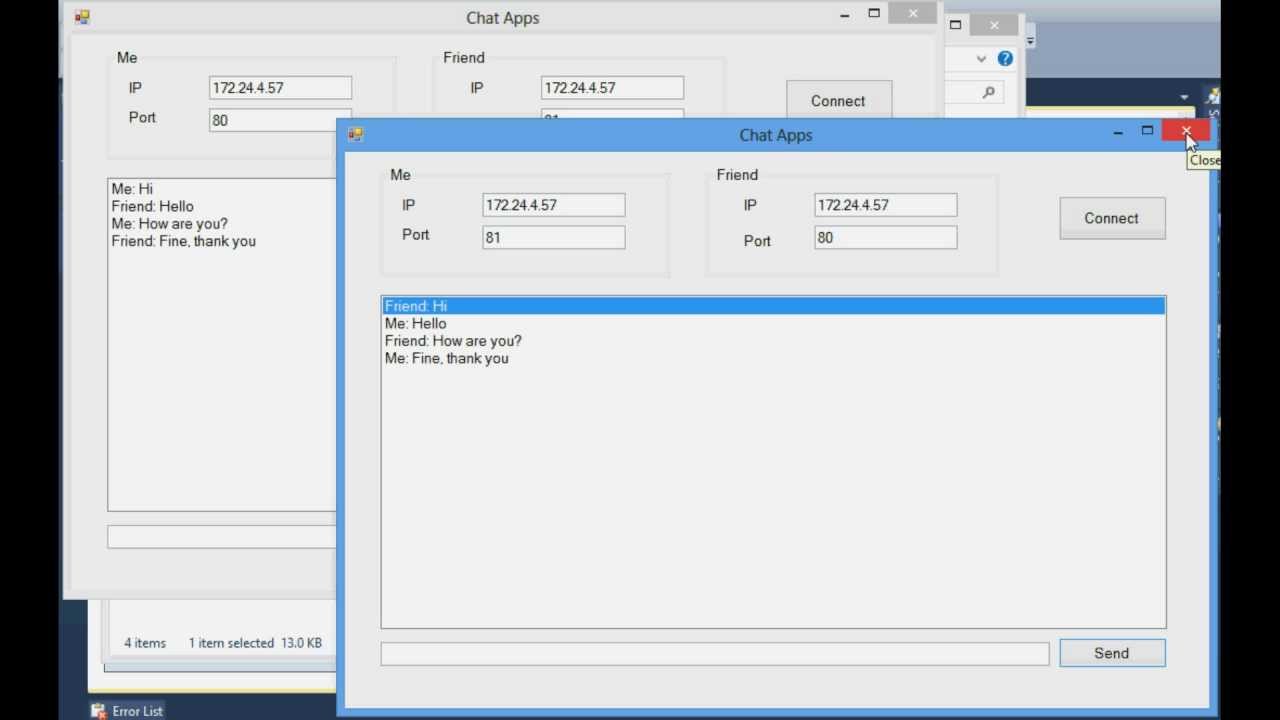 Chat Apps
Me
Friend
IP
172.24.4.57
IP
172.24.4.57
Connect
Port
80
Me: Hi
Friend: Hello
Me: How are you?
Friend: Fine, thank you
Chat Apps
Close
Me
Friend
IP
172.24.4.57
IP
172.24.4.57
Connect
Port
81
Port
80
Friend: Hi
Me: Hello
Friend: How are you?
Me: Fine, thank you
Send
4 items 1 item selected 13.0 KB
Error List